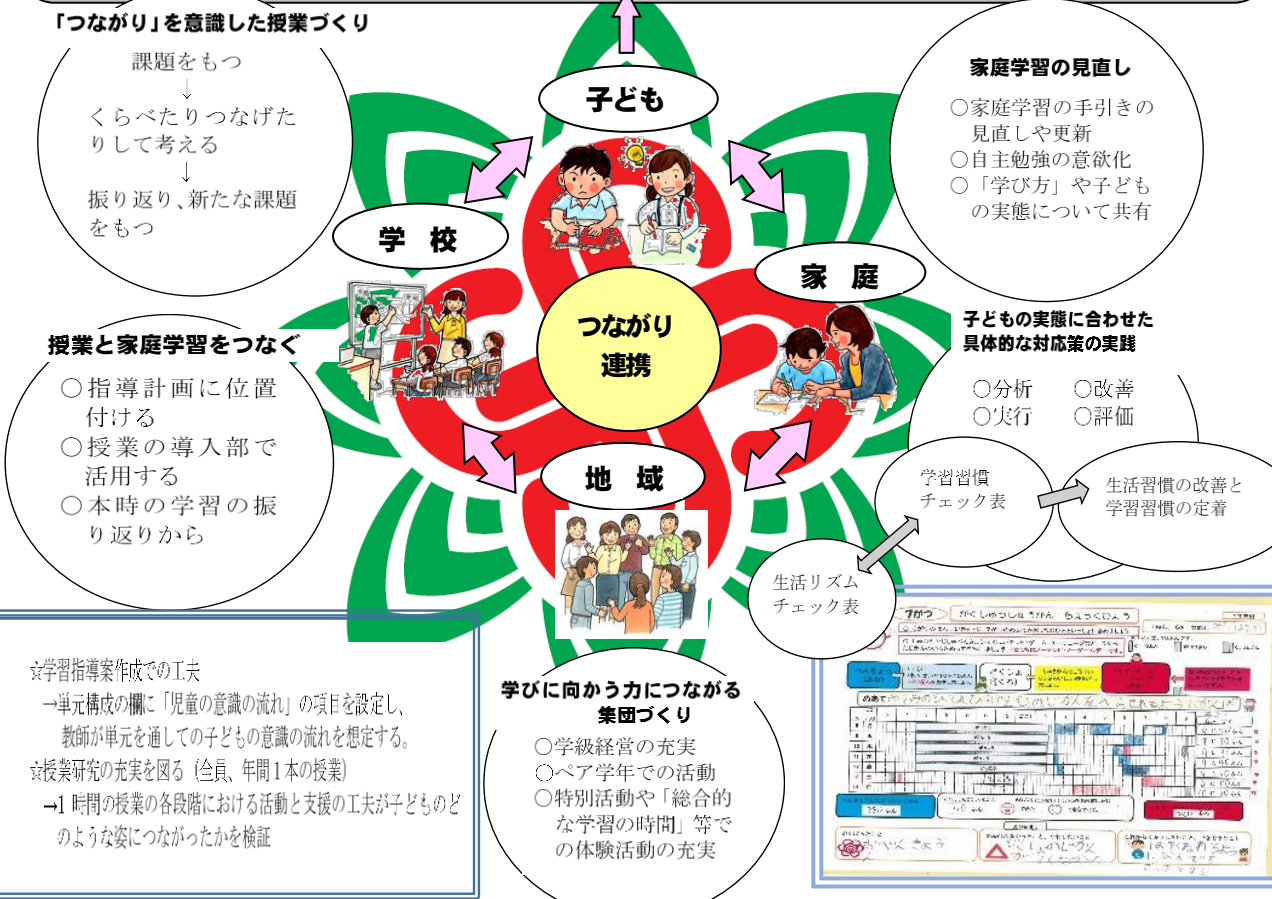 「つながり」を意識した授業づくり
課題をもつ
↓
くらべたりつなげた
りして考える
↓
振り返り、新たな課題
をもつ
子ども
学 校
家 庭
つながり
連携
地 域
家庭学習の見直し
○家庭学習の手引きの
見直しや更新
○自主勉強の意欲化
○「学び方」や子ども
の実態について共有
授業と家庭学習をつなぐ
○指導計画に位置
付ける
○授業の導入部で
活用する
○本時の学習の振
り返りから
子どもの実態に合わせた
具体的な対応策の実践
○分析 ○改善
○実行 ○評価
学習習慣
チェック表
生活習慣の改善と
学習習慣の定着
生活リズム
チェック表
☆学習指導案作成での工夫
→単元構成の欄に「児童の意識の流れ」の項目を設定し、
教師が単元を通しての子どもの意識の流れを想定する。
☆授業研究の充実を図る（全員、年間1本の授業）
→1 時間の授業の各段階における活動と支援の工夫が子どものど
のような姿につながったかを検証
学びに向かう力につながる
集団づくり
○学級経営の充実
○ペア学年での活動
○特別活動や「総合的
な学習の時間」等で
の体験活動の充実
7がつ
めあて